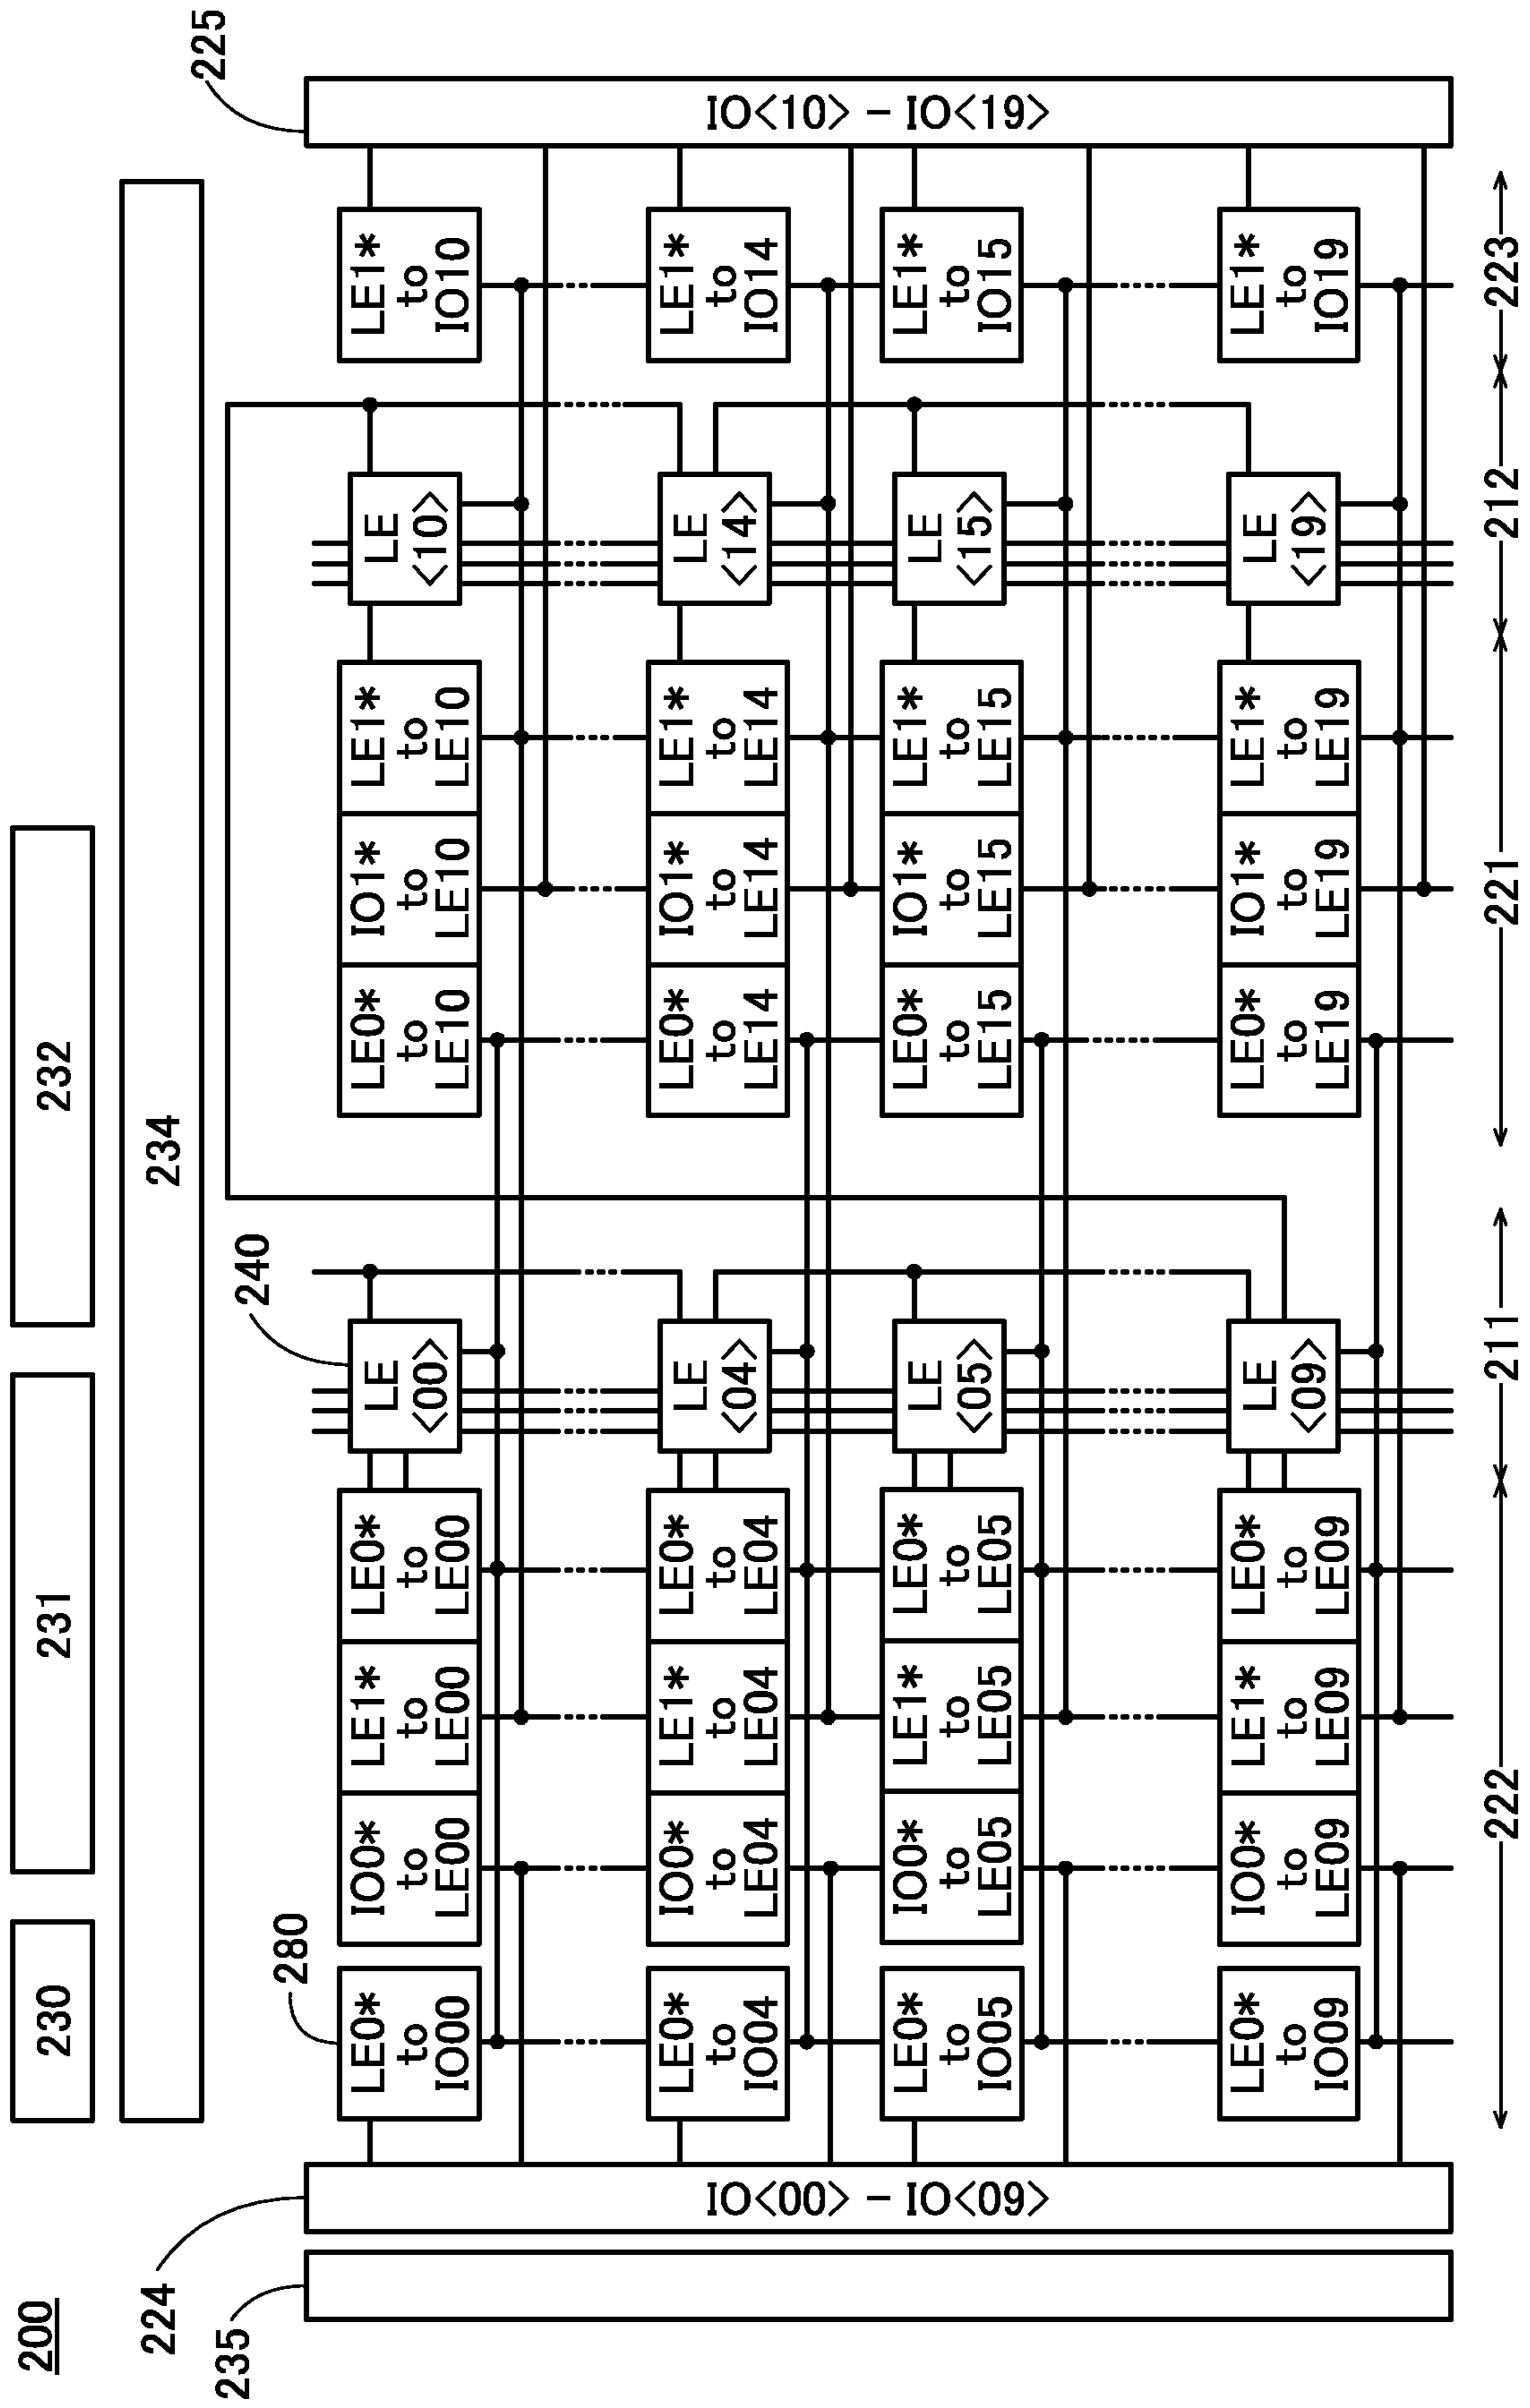 200
230
231
232
224
234
225
235
280
240
IO<00> – IO<09>
IO<10> – IO<19>
LE0*
to
IO00
IO0*
to
LE00
LE1*
to
LE00
LE0*
to
LE00
LE
<00>
LE0*
to
LE10
IO1*
to
LE10
LE1*
to
LE10
LE
<10>
LE1*
to
IO10
LE0*
to
IO04
IO0*
to
LE04
LE1*
to
LE04
LE0*
to
LE04
LE
<04>
LE0*
to
LE14
IO1*
to
LE14
LE1*
to
LE14
LE
<14>
LE1*
to
IO14
LE0*
to
IO05
IO0*
to
LE05
LE1*
to
LE05
LE0*
to
LE05
LE
<05>
LE0*
to
LE15
IO1*
to
LE15
LE1*
to
LE15
LE
<15>
LE1*
to
IO15
LE0*
to
IO09
IO0*
to
LE09
LE1*
to
LE09
LE0*
to
LE09
LE
<09>
LE0*
to
LE19
IO1*
to
LE19
LE1*
to
LE19
LE
<19>
LE1*
to
IO19
222
211
221
212
223